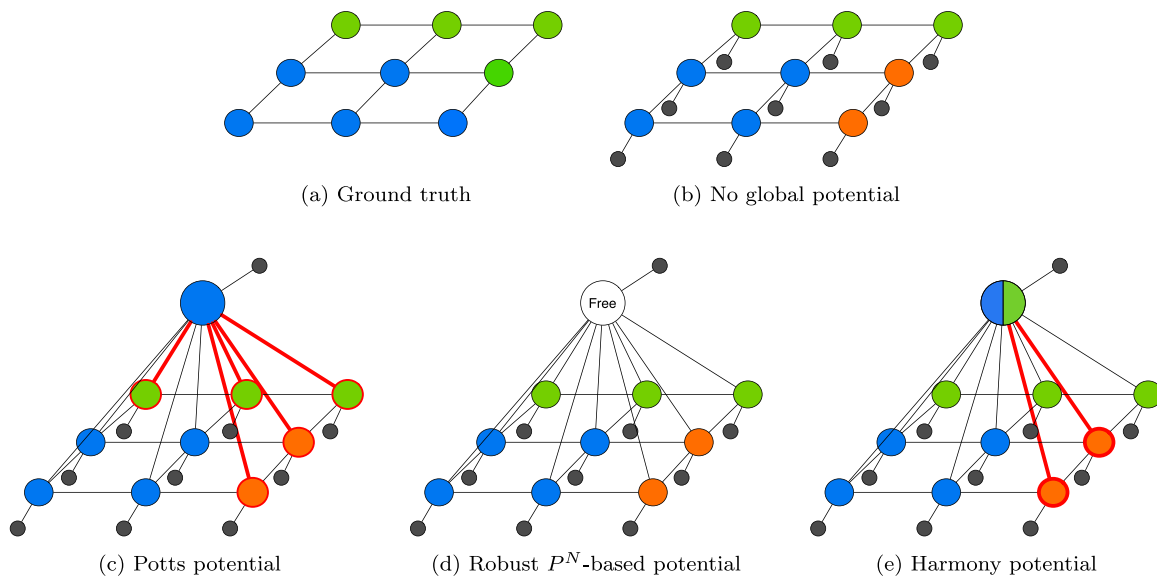 (a) Ground truth
(b) No global potential
Free
(c) Potts potential
(d) Robust P^N-based potential
(e) Harmony potential